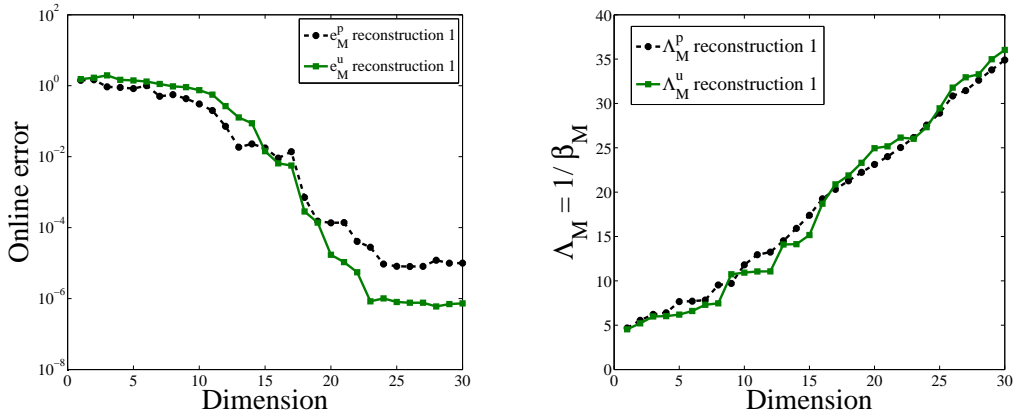 10^2
10^0
10^-2
10^-4
10^-6
10^-8
Online error
0 5 10 15 20 25 30
Dimension
e_M^p reconstruction 1
e_M^u reconstruction 1
40
35
30
25
20
15
10
5
0
Λ_M = 1/ β_M
0 5 10 15 20 25 30
Dimension
Λ_M^p reconstruction 1
Λ_M^u reconstruction 1